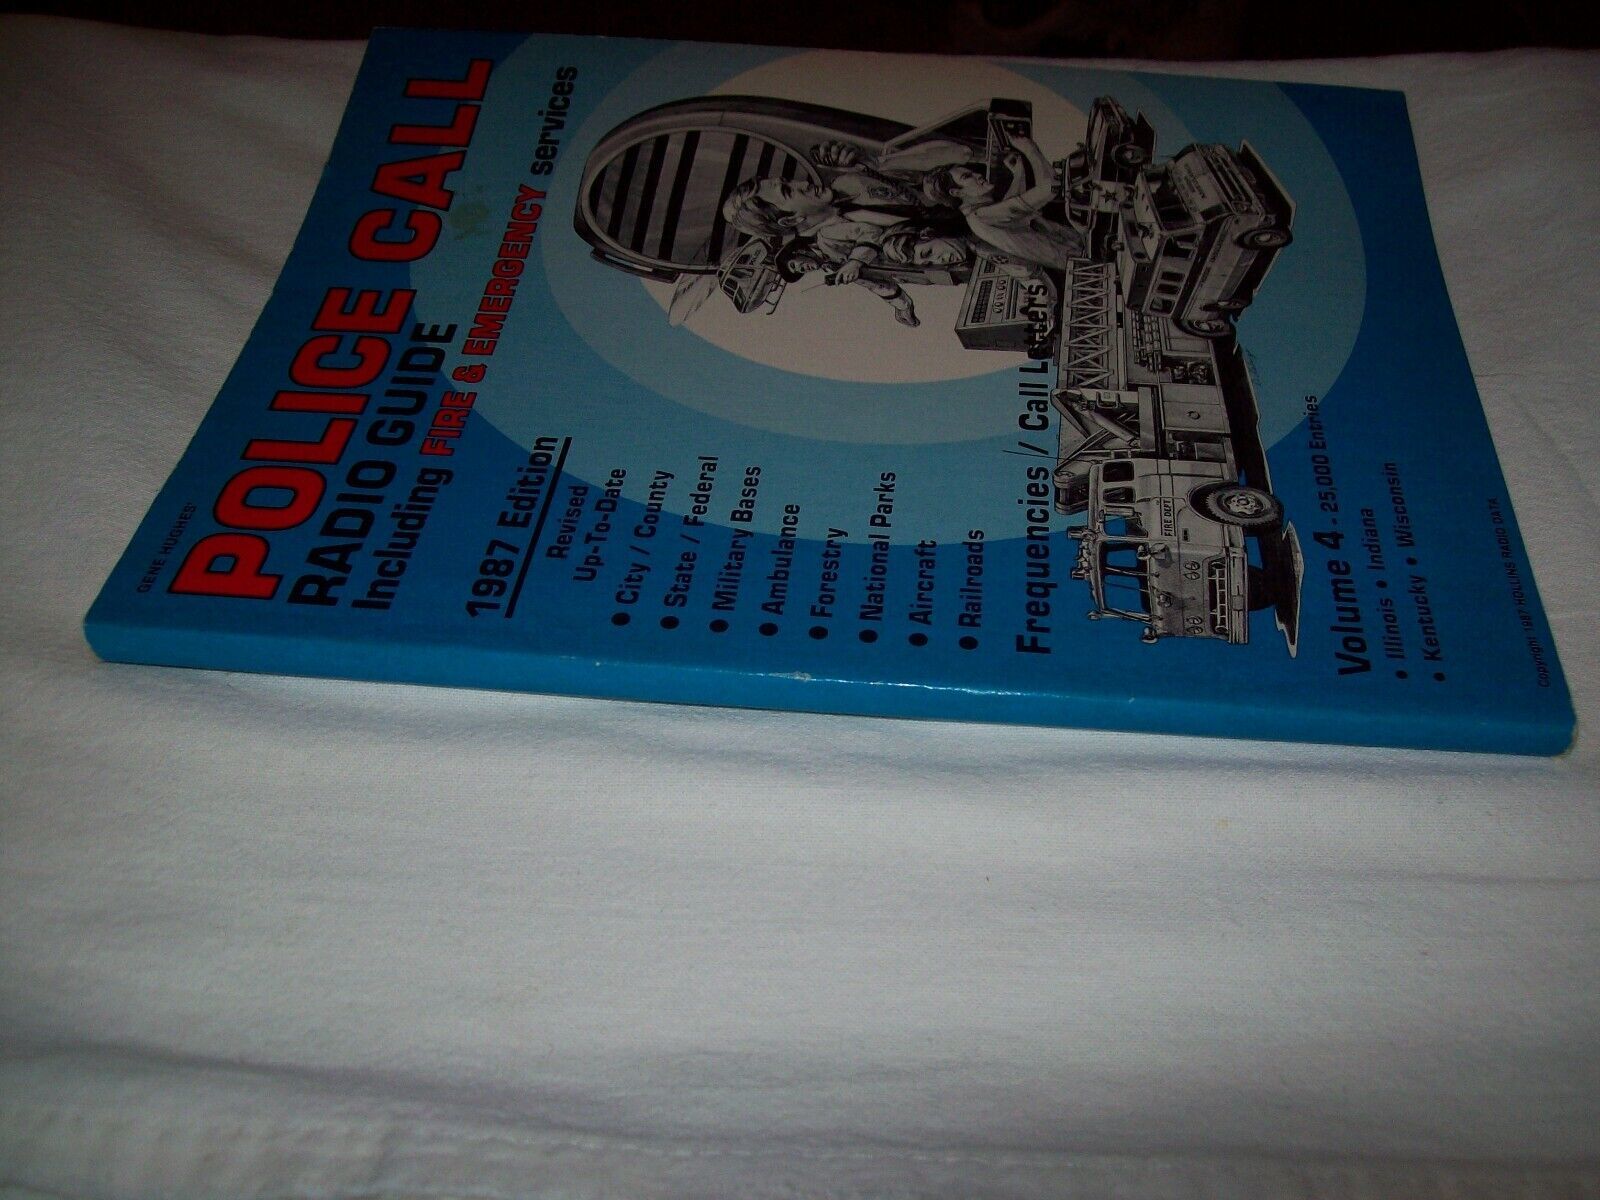 GENE HUGHES'
POLICE CALL
RADIO GUIDE
Including FIRE & EMERGENCY services
1987 Edition
Revised
Up-To-Date
• City / County
• State / Federal
• Military Bases
• Ambulance
• Forestry
• National Parks
• Aircraft
• Railroads
Frequencies / Call Letters
FIRE DEPT
Volume 4 - 25,000 Entries
• Illinois • Indiana
• Kentucky • Wisconsin
Copyright 1987 HOLLINS RADIO DATA